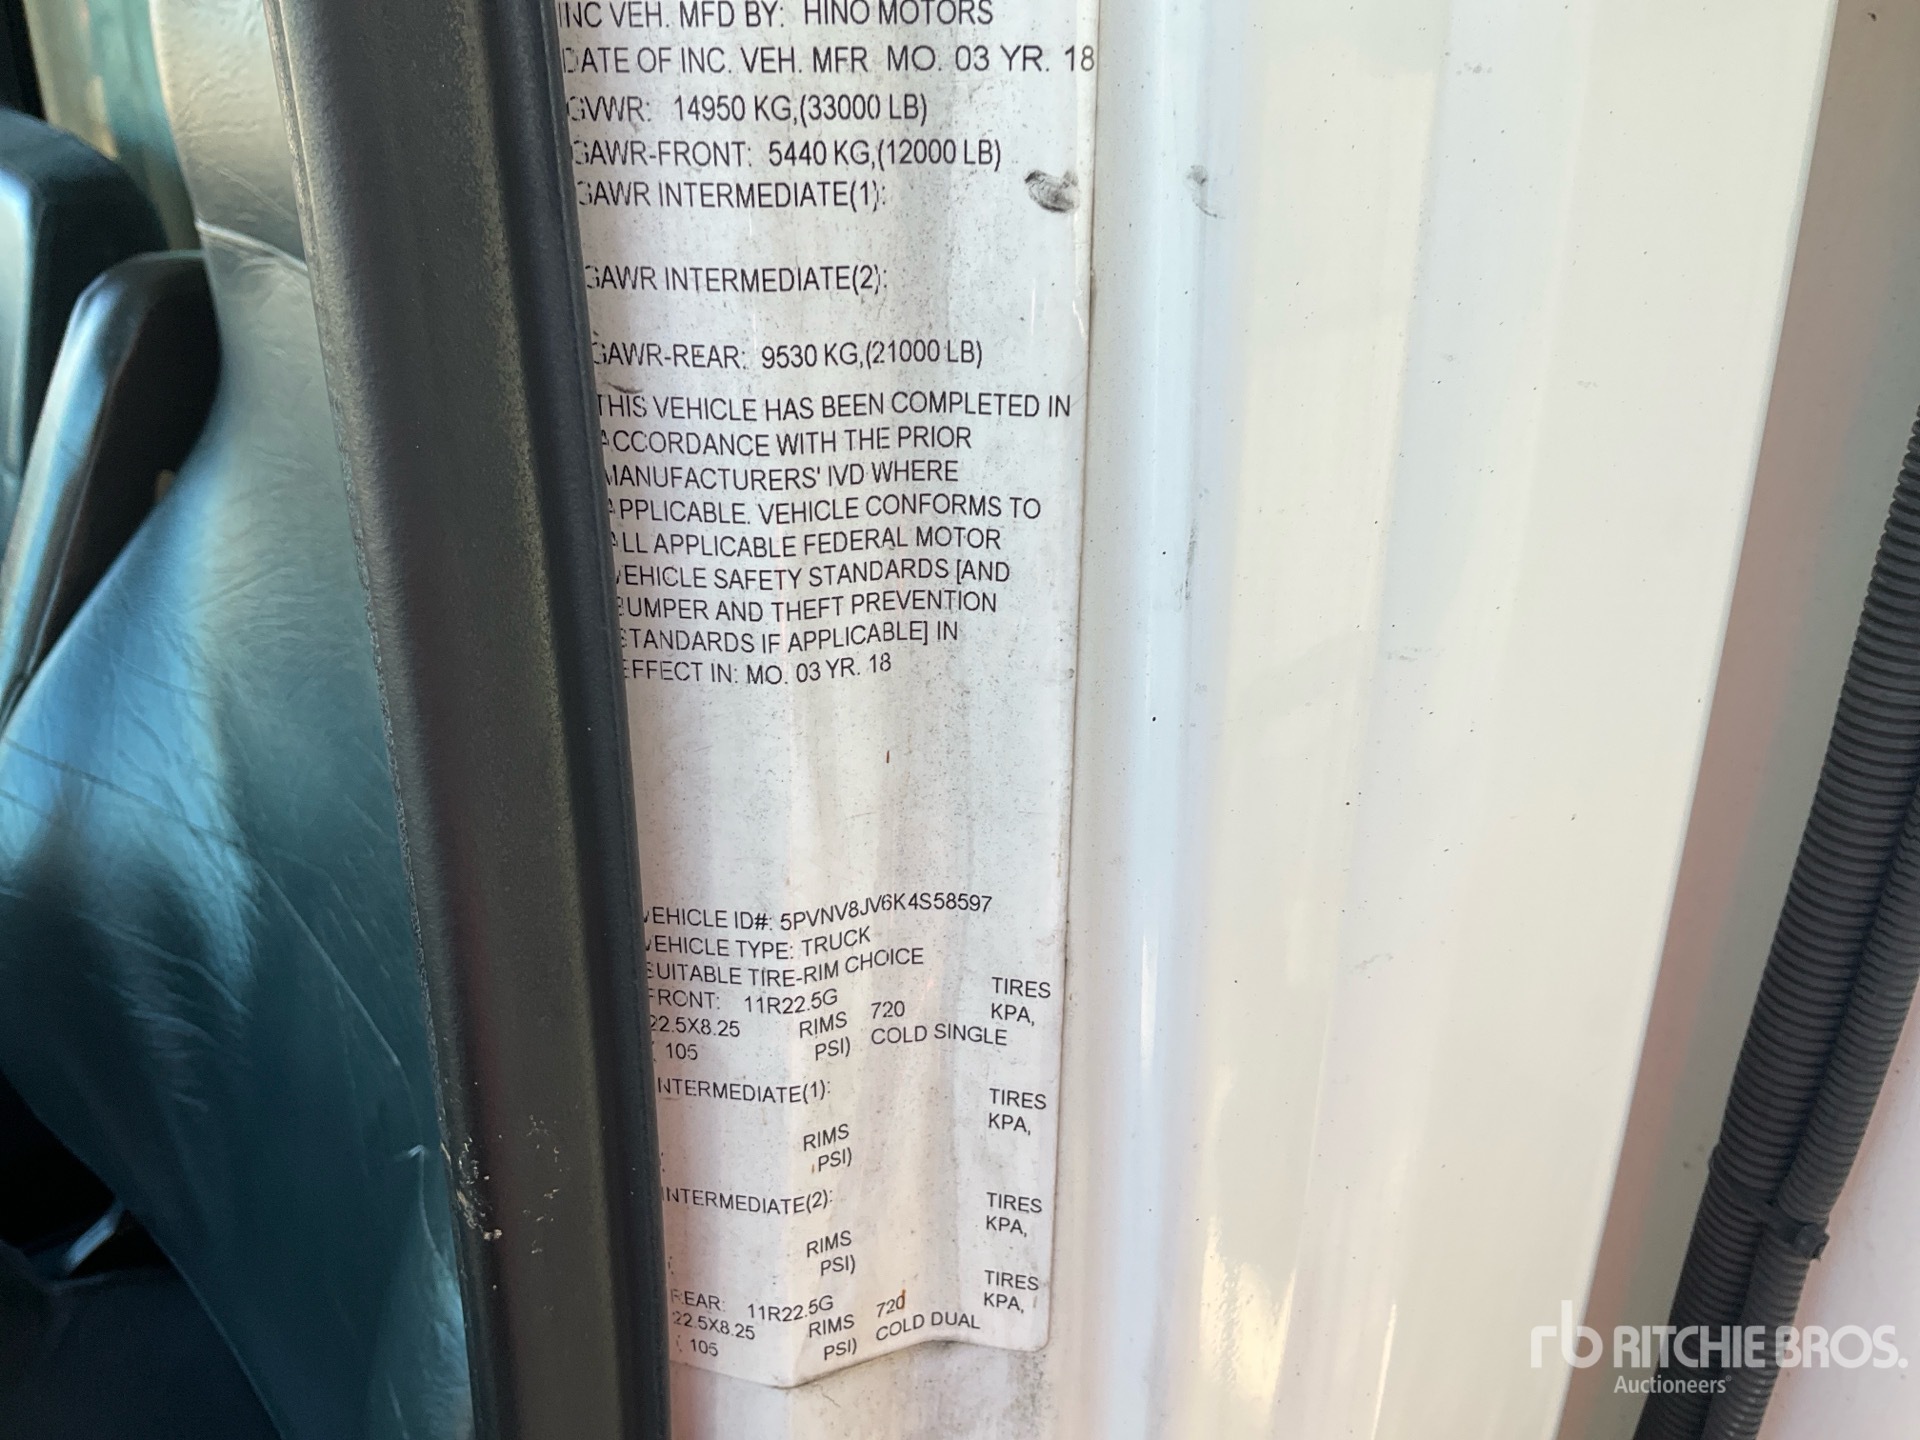 INC VEH. MFD BY: HINO MOTORS
DATE OF INC. VEH. MFR MO. 03 YR. 18
GVWR: 14950 KG,(33000 LB)
GAWR-FRONT: 5440 KG,(12000 LB)
GAWR INTERMEDIATE(1):
GAWR INTERMEDIATE(2):
GAWR-REAR: 9530 KG,(21000 LB)
THIS VEHICLE HAS BEEN COMPLETED IN
ACCORDANCE WITH THE PRIOR
MANUFACTURERS' IVD WHERE
APPLICABLE. VEHICLE CONFORMS TO
ALL APPLICABLE FEDERAL MOTOR
VEHICLE SAFETY STANDARDS [AND
BUMPER AND THEFT PREVENTION
STANDARDS IF APPLICABLE] IN
EFFECT IN: MO. 03 YR. 18
VEHICLE ID#: 5PVNV8JV6K4S58597
VEHICLE TYPE: TRUCK
SUITABLE TIRE-RIM CHOICE
FRONT: 11R22.5G TIRES
22.5X8.25 RIMS 720 KPA,
( 105 PSI) COLD SINGLE
INTERMEDIATE(1): TIRES
RIMS KPA,
( PSI)
INTERMEDIATE(2): TIRES
RIMS KPA,
( PSI)
REAR: 11R22.5G TIRES
22.5X8.25 RIMS 720 KPA,
( 105 PSI) COLD DUAL
rb RITCHIE BROS.
Auctioneers